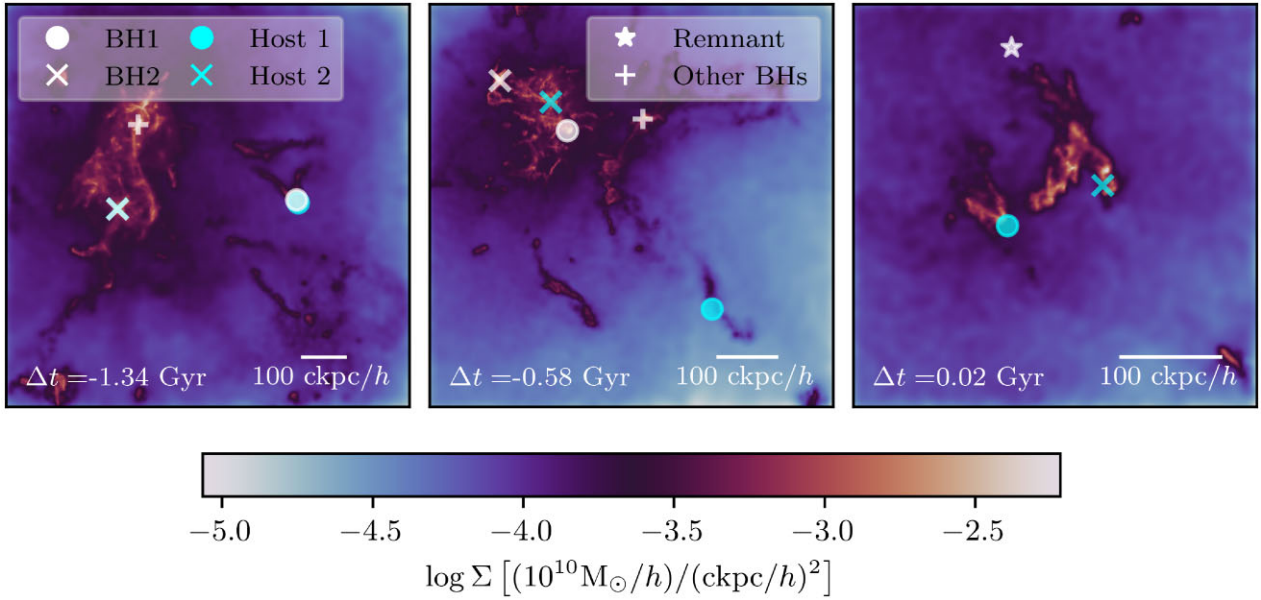 BH1 Host 1
BH2 Host 2
Δt =-1.34 Gyr 100 ckpc/h
Remnant
Other BHs
Δt =-0.58 Gyr 100 ckpc/h
Δt =0.02 Gyr 100 ckpc/h
−5.0 −4.5 −4.0 −3.5 −3.0 −2.5
log Σ [(10¹⁰M☉/h)/(ckpc/h)²]